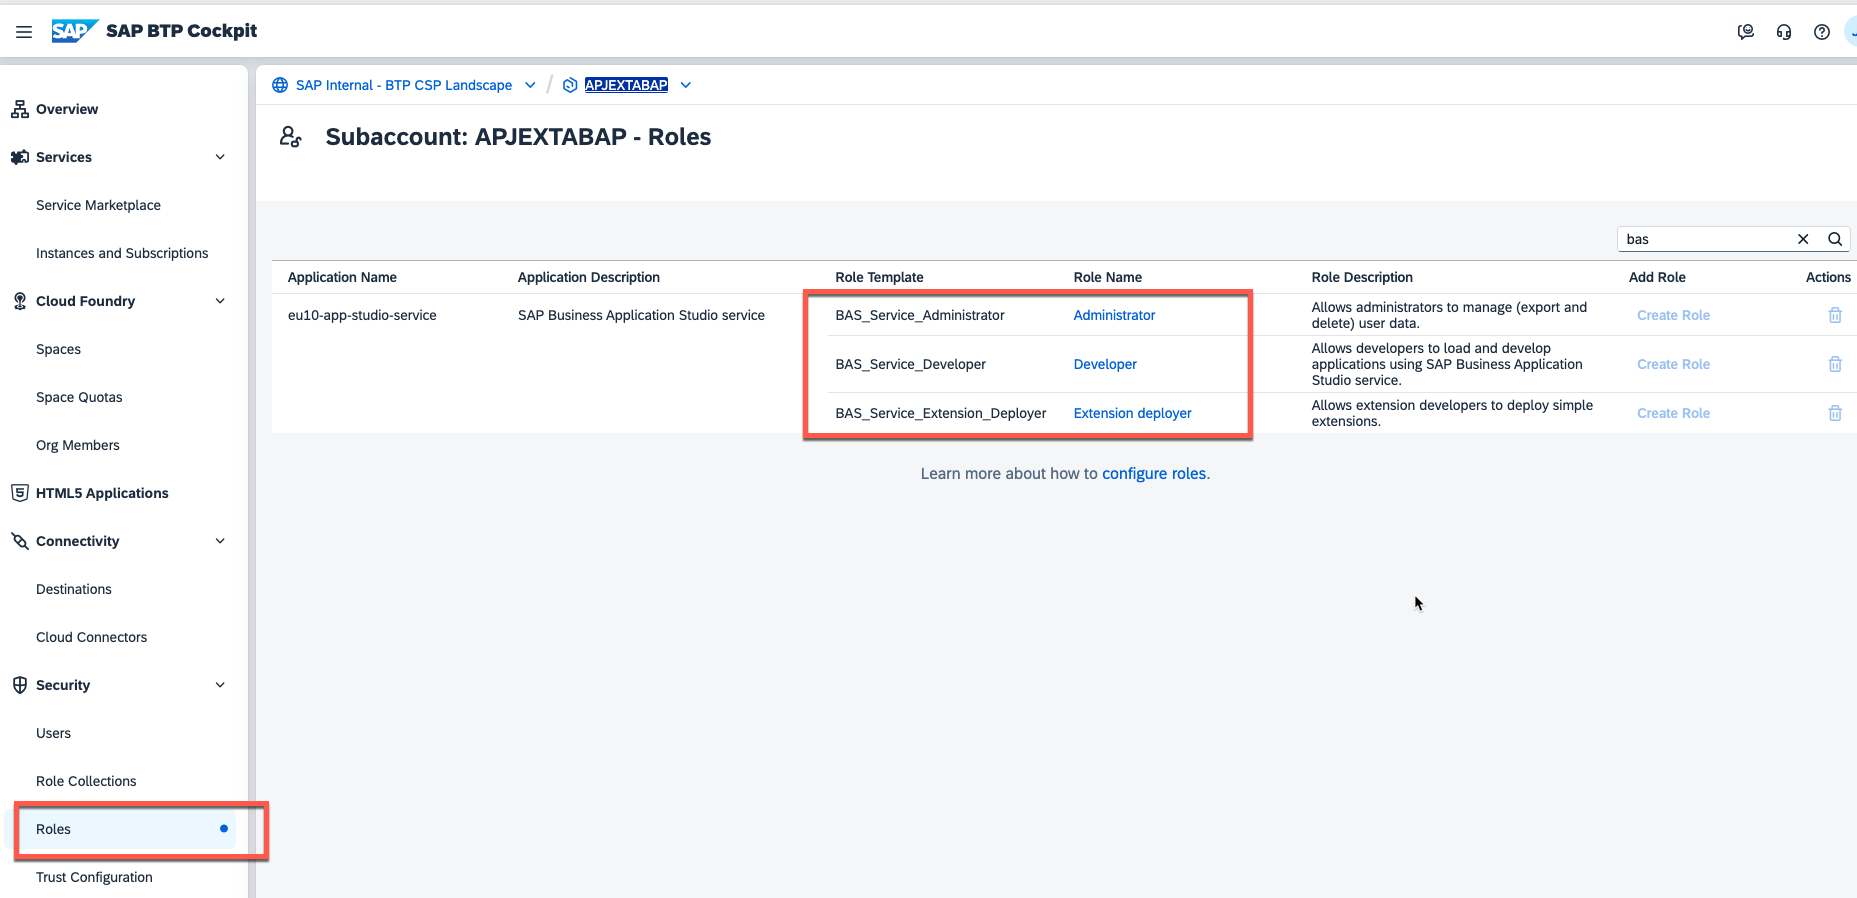 SAP SAP BTP Cockpit
Overview
Services
Service Marketplace
Instances and Subscriptions
Cloud Foundry
Spaces
Space Quotas
Org Members
HTML5 Applications
Connectivity
Destinations
Cloud Connectors
Security
Users
Role Collections
Roles
Trust Configuration
SAP Internal - BTP CSP Landscape / APJEXTABAP
Subaccount: APJEXTABAP - Roles
bas
Application Name Application Description Role Template Role Name Role Description Add Role Actions
eu10-app-studio-service SAP Business Application Studio service BAS_Service_Administrator Administrator Allows administrators to manage (export and
delete) user data. Create Role
BAS_Service_Developer Developer Allows developers to load and develop
applications using SAP Business Application
Studio service. Create Role
BAS_Service_Extension_Deployer Extension deployer Allows extension developers to deploy simple
extensions. Create Role
Learn more about how to configure roles.